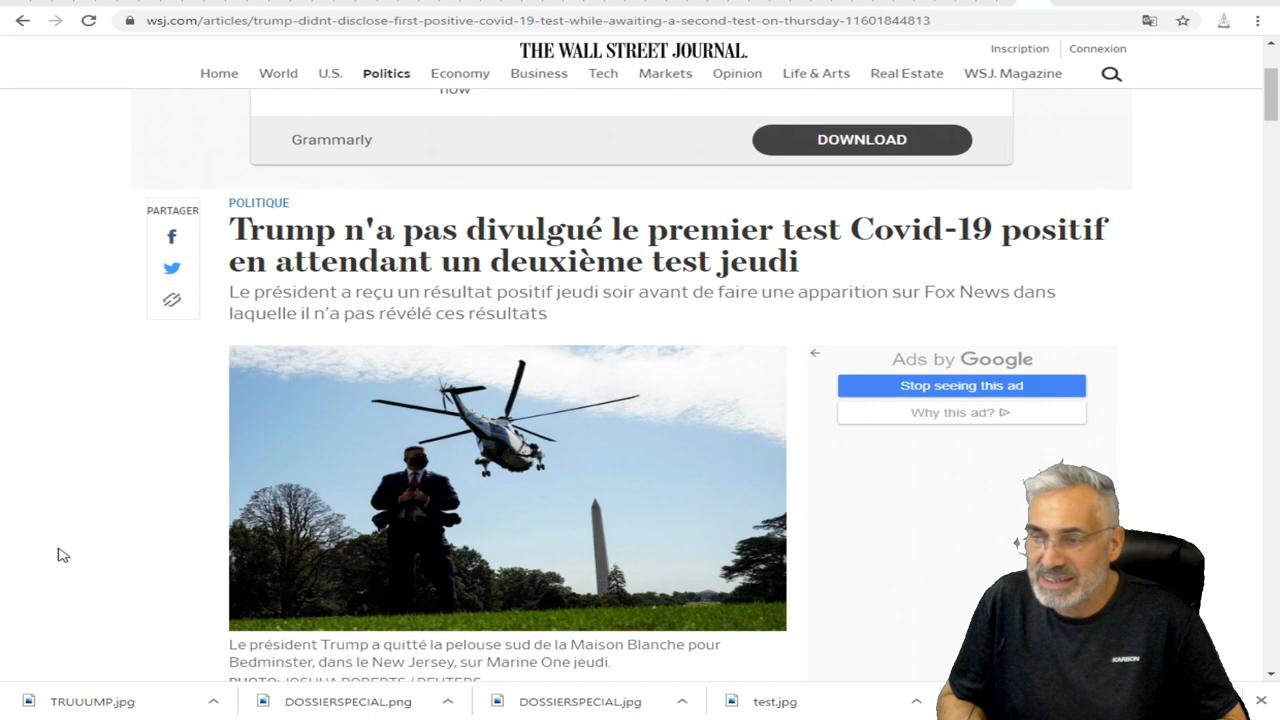 wsj.com/articles/trump-didnt-disclose-first-positive-covid-19-test-while-awaiting-a-second-test-on-thursday-11601844813
THE WALL STREET JOURNAL.
Inscription
Connexion
Home World U.S. Politics Economy Business Tech Markets Opinion Life & Arts Real Estate WSJ. Magazine
now
Grammarly
DOWNLOAD
PARTAGER
POLITIQUE
Trump n'a pas divulgué le premier test Covid-19 positif
en attendant un deuxième test jeudi
Le président a reçu un résultat positif jeudi soir avant de faire une apparition sur Fox News dans
laquelle il n'a pas révélé ces résultats
Ads by Google
Stop seeing this ad
Why this ad?
Le président Trump a quitté la pelouse sud de la Maison Blanche pour
Bedminster, dans le New Jersey, sur Marine One jeudi.
PHOTO: JOSHUA ROBERTS / REUTERS
KARBON
TRUUUMP.jpg
DOSSIERSPECIAL.png
DOSSIERSPECIAL.jpg
test.jpg